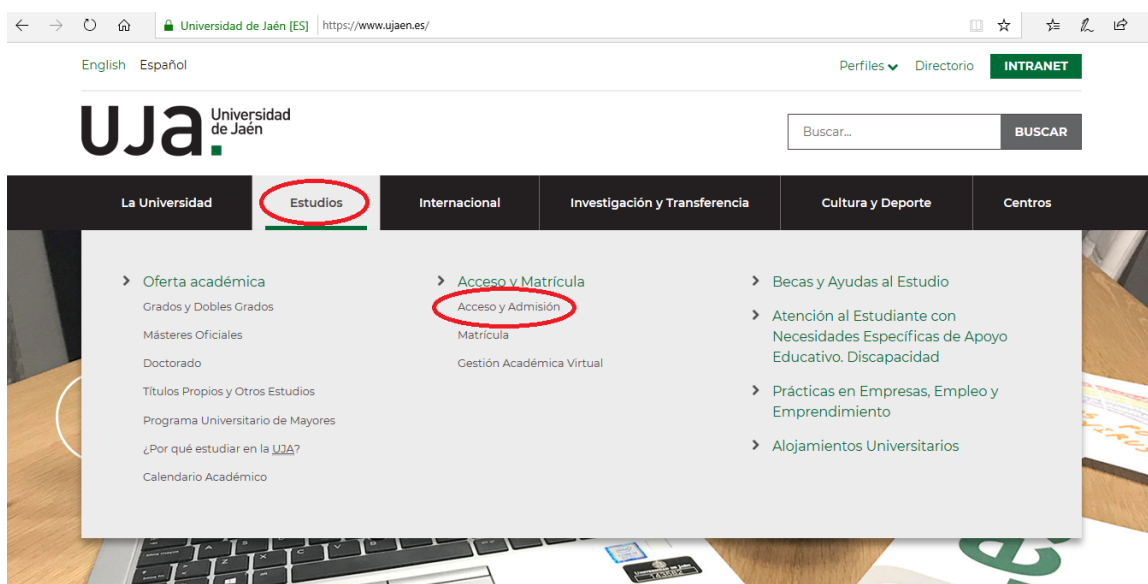 Universidad de Jaén [ES] https://www.ujaen.es/
English Español
Perfiles Directorio INTRANET
UJa.
Universidad
de Jaén
Buscar...
BUSCAR
La Universidad Estudios Internacional Investigación y Transferencia Cultura y Deporte Centros
Oferta académica
Grados y Dobles Grados
Másteres Oficiales
Doctorado
Títulos Propios y Otros Estudios
Programa Universitario de Mayores
¿Por qué estudiar en la UJA?
Calendario Académico
Acceso y Matrícula
Acceso y Admisión
Matrícula
Gestión Académica Virtual
Becas y Ayudas al Estudio
Atención al Estudiante con
Necesidades Específicas de Apoyo
Educativo. Discapacidad
Prácticas en Empresas, Empleo y
Emprendimiento
Alojamientos Universitarios